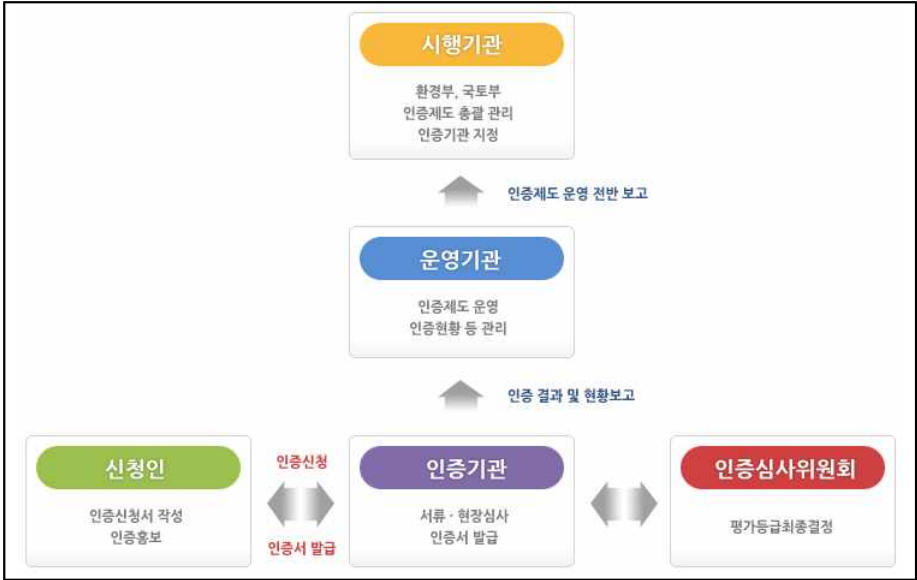 시행기관
환경부, 국토부
인증제도 총괄 관리
인증기관 지정
인증제도 운영 전반 보고
운영기관
인증제도 운영
인증현황 등 관리
인증 결과 및 현황보고
신청인
인증신청서 작성
인증홍보
인증신청
인증서 발급
인증기관
서류 · 현장심사
인증서 발급
인증심사위원회
평가등급최종결정